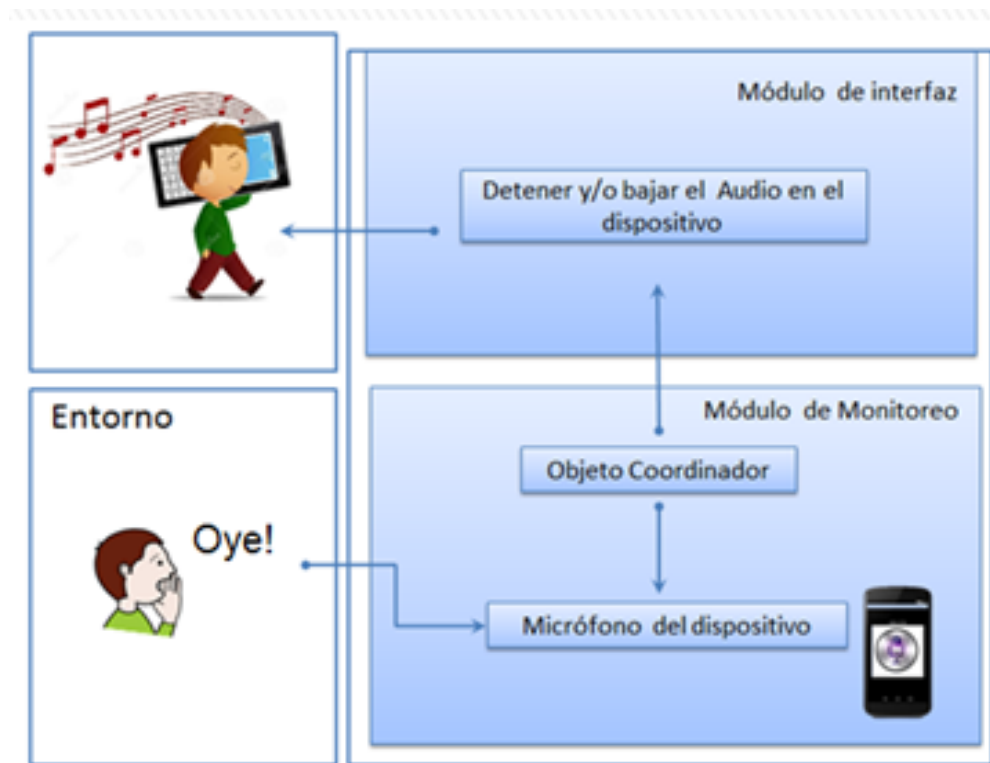 Módulo de interfaz
Detener y/o bajar el Audio en el
dispositivo
Entorno
Oye!
Módulo de Monitoreo
Objeto Coordinador
Micrófono del dispositivo